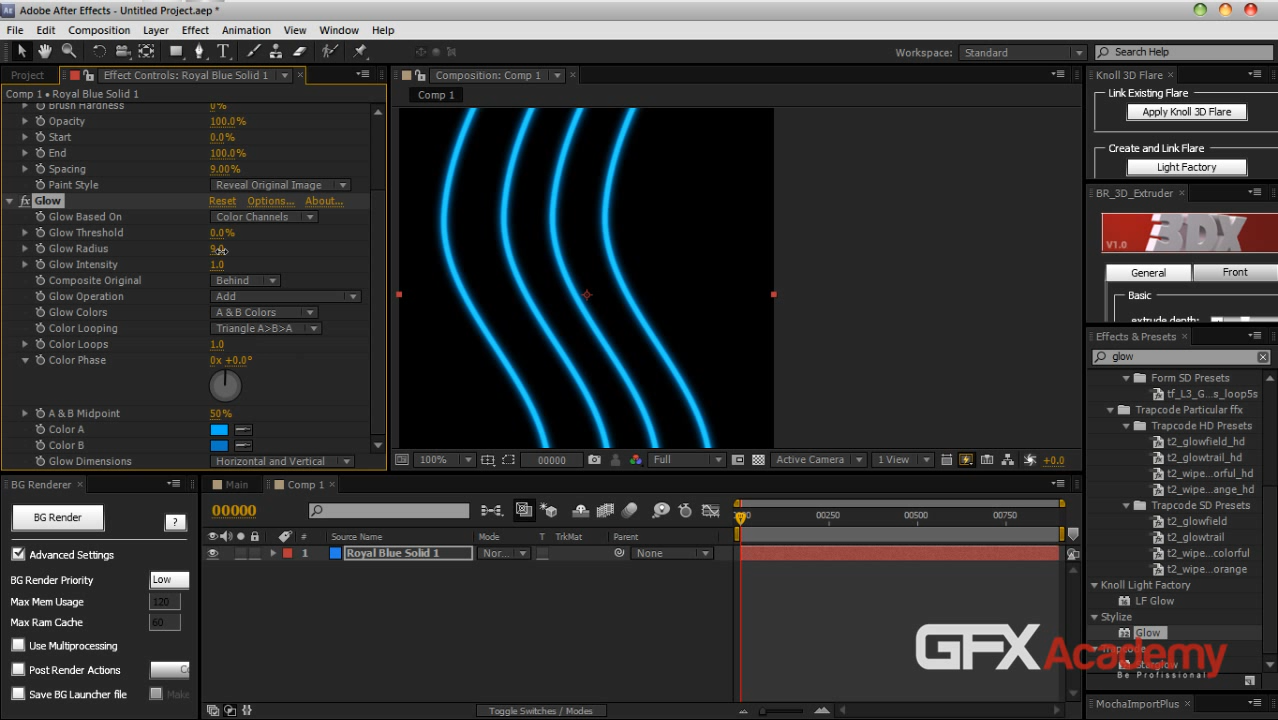 Adobe After Effects - Untitled Project.aep *
File Edit Composition Layer Effect Animation View Window Help
Workspace: Standard Search Help
Project Effect Controls: Royal Blue Solid 1
Comp 1 • Royal Blue Solid 1
Brush Hardness 0%
Opacity 100.0%
Start 0.0%
End 100.0%
Spacing 9.00%
Paint Style Reveal Original Image
fx Glow Reset Options... About...
Glow Based On Color Channels
Glow Threshold 0.0%
Glow Radius
Glow Intensity 1.0
Composite Original Behind
Glow Operation Add
Glow Colors A & B Colors
Color Looping Triangle A>B>A
Color Loops 1.0
Color Phase 0x +0.0°
A & B Midpoint 50%
Color A
Color B
Glow Dimensions Horizontal and Vertical
Composition: Comp 1
Comp 1
100% 00000 Full Active Camera 1 View +0.0
Knoll 3D Flare
Link Existing Flare
Apply Knoll 3D Flare
Create and Link Flare
Light Factory
BR_3D_Extruder
V1.0 3DX
General Front
Basic
extrude depth:
Effects & Presets
glow
Form SD Presets
tf_L3_G...s_loop5s
Trapcode Particular ffx
Trapcode HD Presets
t2_glowfield_hd
t2_glowtrail_hd
t2_wipe...orful_hd
t2_wipe...ange_hd
Trapcode SD Presets
t2_glowfield
t2_glowtrail
t2_wipe...colorful
t2_wipe...orange
Knoll Light Factory
LF Glow
Stylize
Glow
Trapcode
Starglow
MochaImportPlus
BG Renderer
BG Render ?
Advanced Settings
BG Render Priority Low
Max Mem Usage 120
Max Ram Cache 60
Use Multiprocessing
Post Render Actions
Save BG Launcher file Make
Main Comp 1
00000
00250 00500 00750
# Source Name Mode T TrkMat Parent
1 Royal Blue Solid 1 Nor... None
Toggle Switches / Modes
GFXAcademy
Be Professional